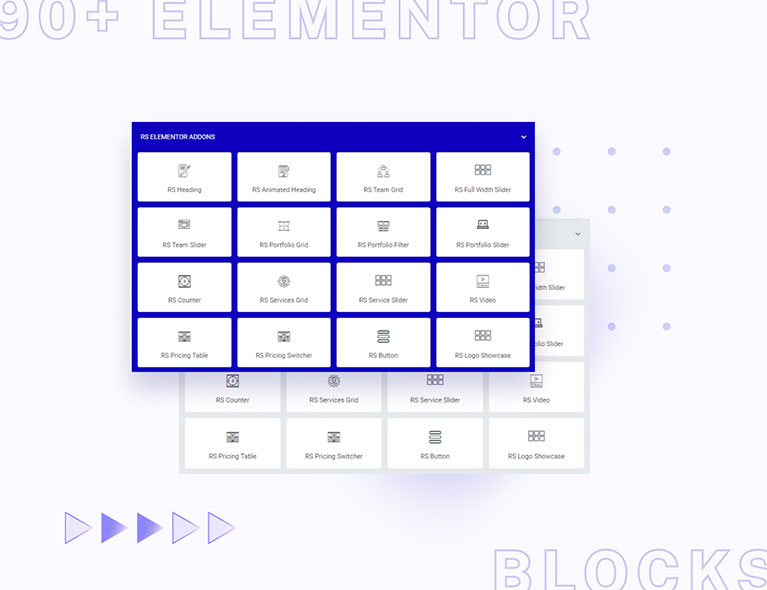 90+ ELEMENTOR
RS ELEMENTOR ADDONS
RS Heading
RS Animated Heading
RS Team Grid
RS Full Width Slider
RS Team Slider
RS Portfolio Grid
RS Portfolio Filter
RS Portfolio Slider
RS Counter
RS Services Grid
RS Service Slider
RS Video
RS Pricing Table
RS Pricing Switcher
RS Button
RS Logo Showcase
Width Slider
folio Slider
RS Counter
RS Services Grid
RS Service Slider
RS Video
RS Pricing Table
RS Pricing Switcher
RS Button
RS Logo Showcase
BLOCKS